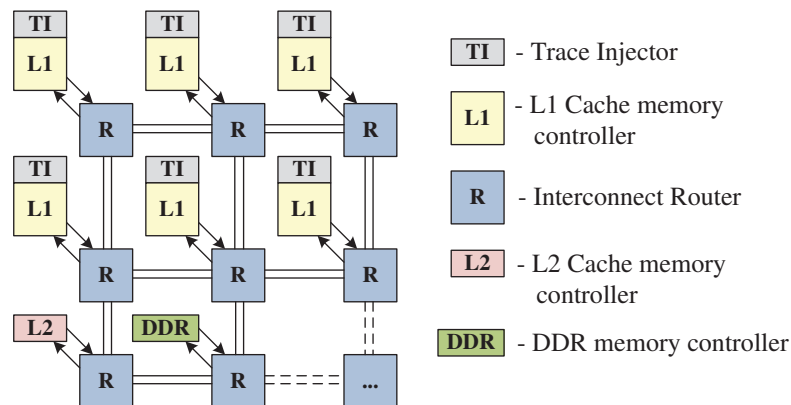 TI TI TI
L1 L1 L1
R R R
TI TI TI
L1 L1 L1
R R R
L2 DDR
R R ...
TI - Trace Injector
L1 - L1 Cache memory
controller
R - Interconnect Router
L2 - L2 Cache memory
controller
DDR - DDR memory controller